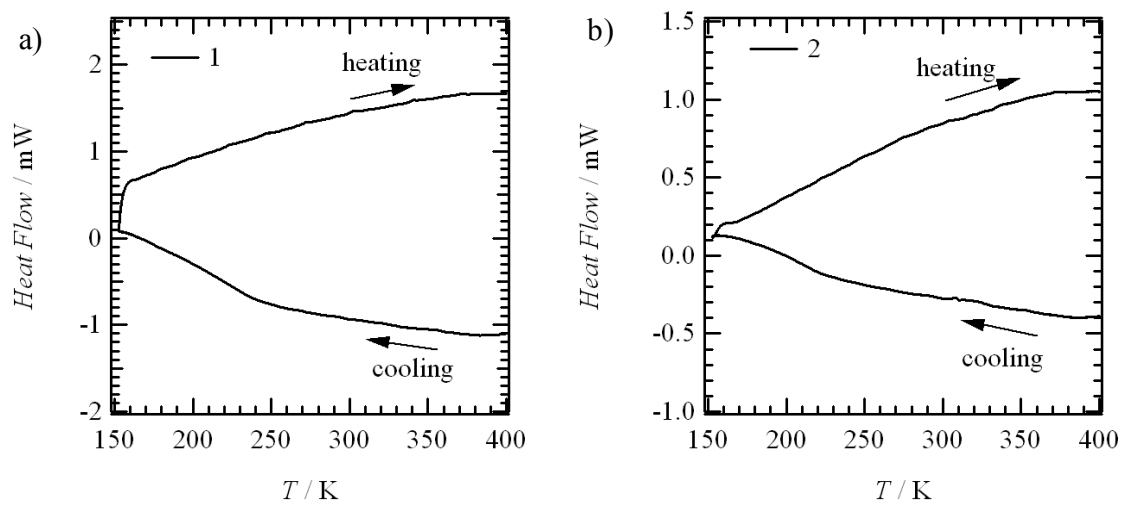 a)
1
heating
cooling
Heat Flow / mW
2
1
0
-1
-2
150 200 250 300 350 400
T / K
b)
2
heating
cooling
Heat Flow / mW
1.5
1.0
0.5
0.0
-0.5
-1.0
150 200 250 300 350 400
T / K